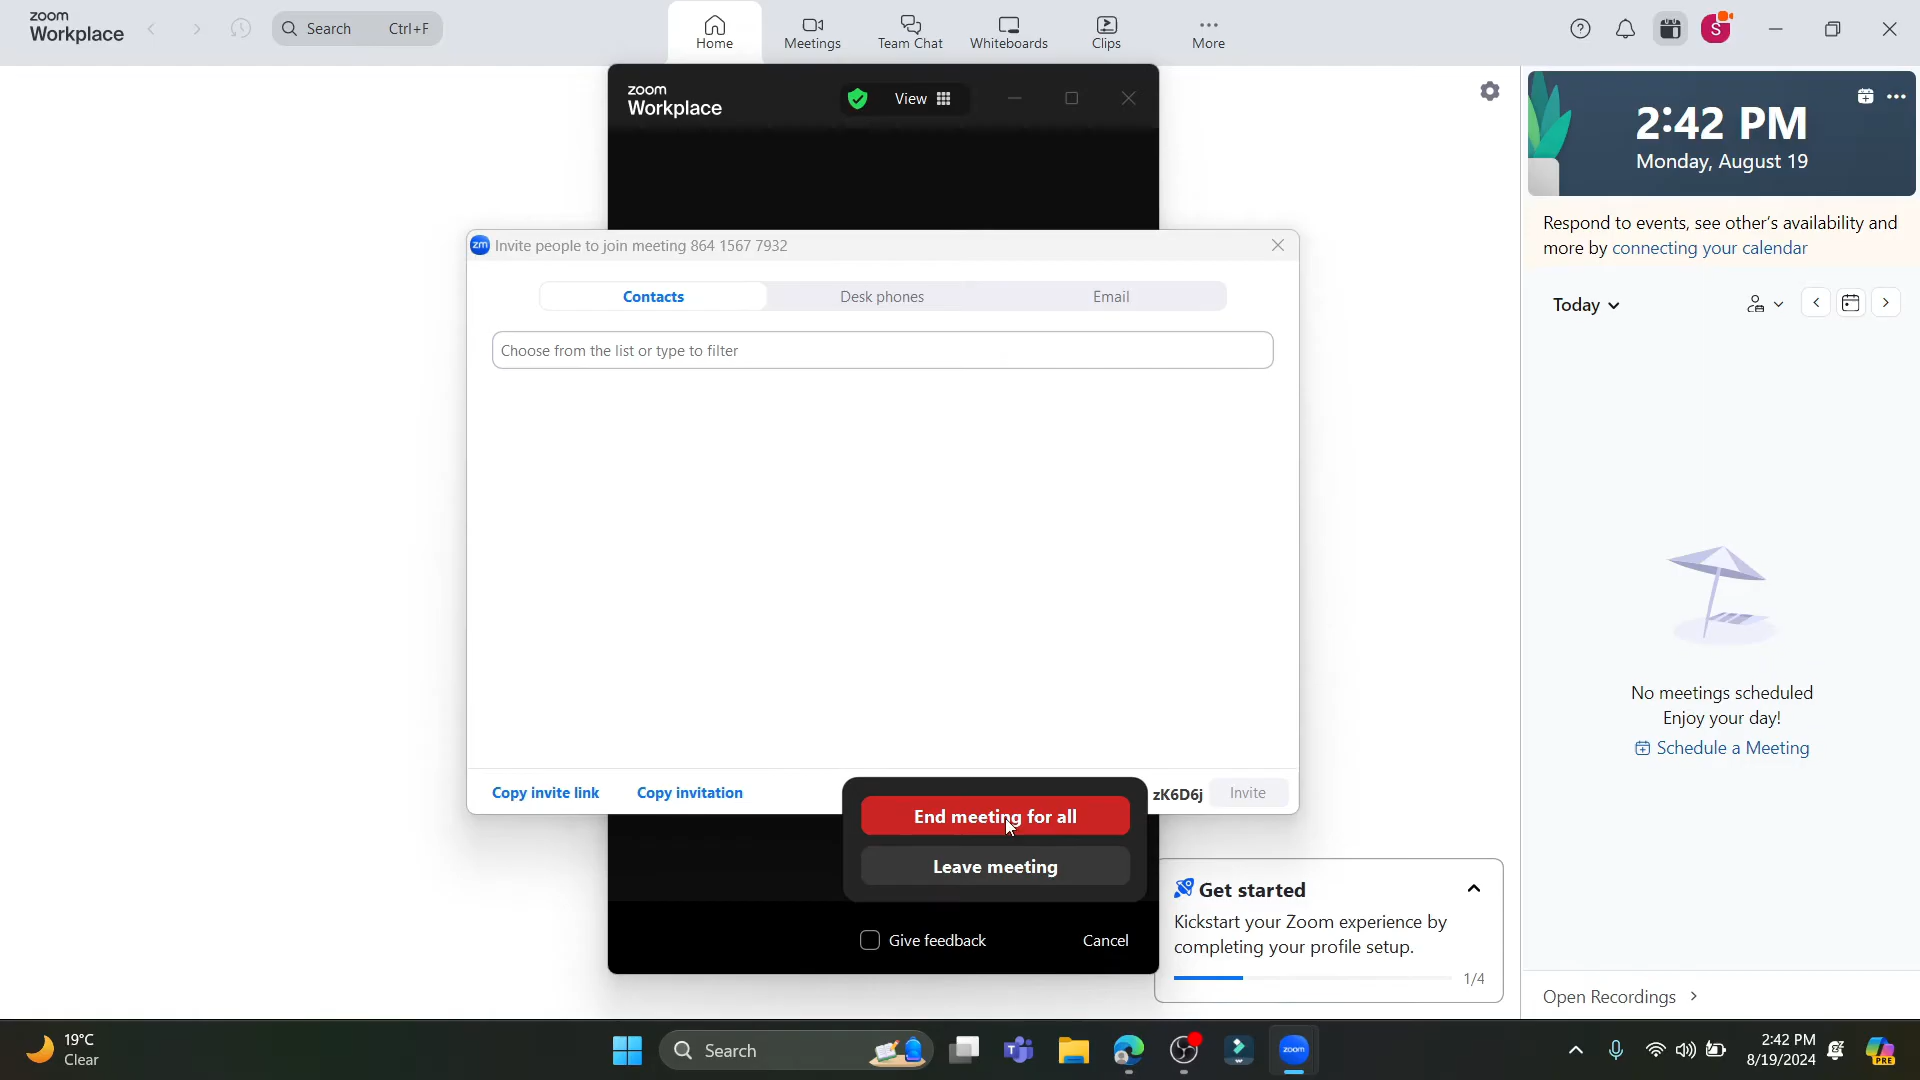 zoom
Workplace
Search
Ctrl+F
Home
Meetings
Team Chat
Whiteboards
Clips
More
S
zoom
Workplace
View
2:42 PM
Monday, August 19
Respond to events, see other's availability and
more by connecting your calendar
Today
zm
Invite people to join meeting 864 1567 7932
Contacts
Desk phones
Email
Choose from the list or type to filter
No meetings scheduled
Enjoy your day!
Schedule a Meeting
Copy invite link
Copy invitation
zK6D6j
Invite
End meeting for all
Leave meeting
Give feedback
Cancel
Get started
Kickstart your Zoom experience by
completing your profile setup.
1/4
Open Recordings
19°C
Clear
Search
zoom
2:42 PM
8/19/2024
PRE